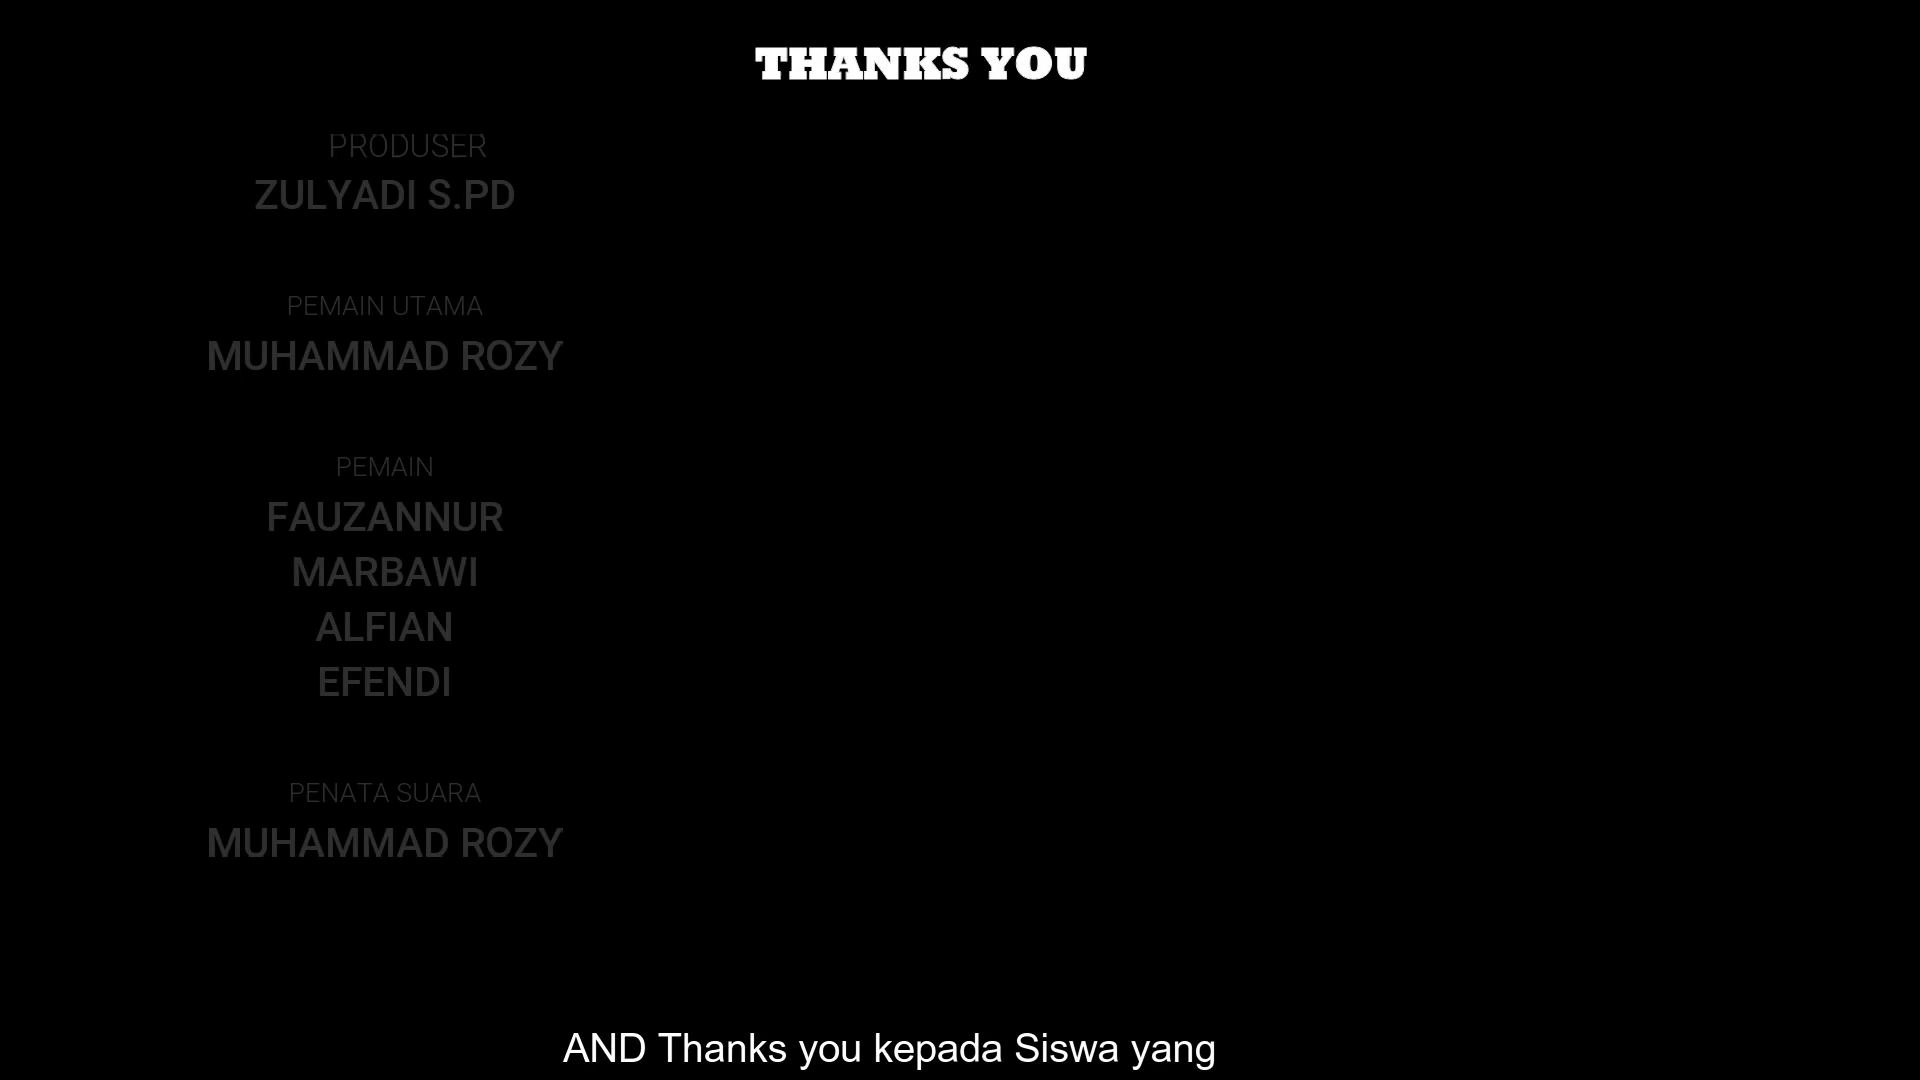 THANKS YOU
PRODUSER
ZULYADI S.PD
PEMAIN UTAMA
MUHAMMAD ROZY
PEMAIN
FAUZANNUR
MARBAWI
ALFIAN
EFENDI
PENATA SUARA
MUHAMMAD ROZY
AND Thanks you kepada Siswa yang